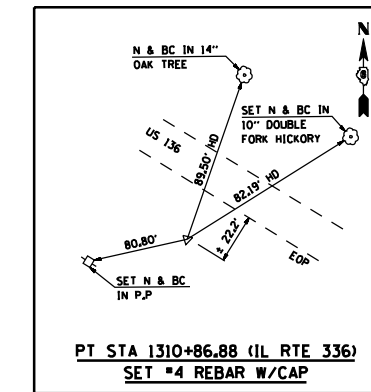 N
N & BC IN 14"
OAK TREE
SET N & BC IN
10" DOUBLE
FORK HICKORY
US 136
89.50' HD
82.19' HD
± 22.2'
80.80'
EOP
SET N & BC
IN P.P
PT STA 1310+86.88 (IL RTE 336)
SET #4 REBAR W/CAP